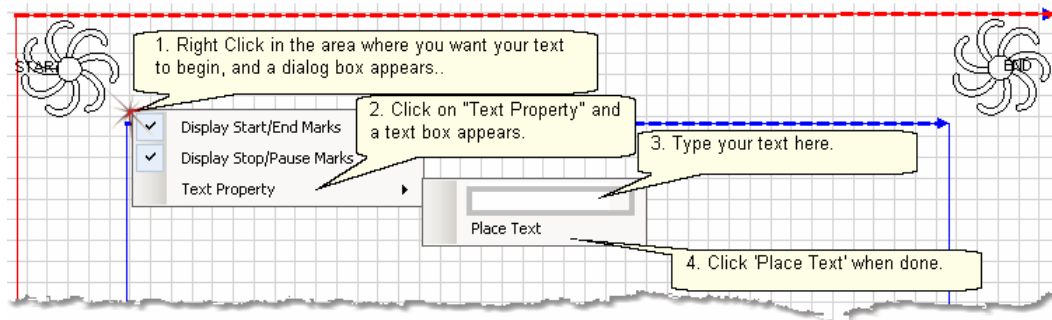 1. Right Click in the area where you want your text
to begin, and a dialog box appears..
START
END
2. Click on "Text Property" and
a text box appears.
Display Start/End Marks
Display Stop/Pause Marks
3. Type your text here.
Text Property
Place Text
4. Click 'Place Text' when done.